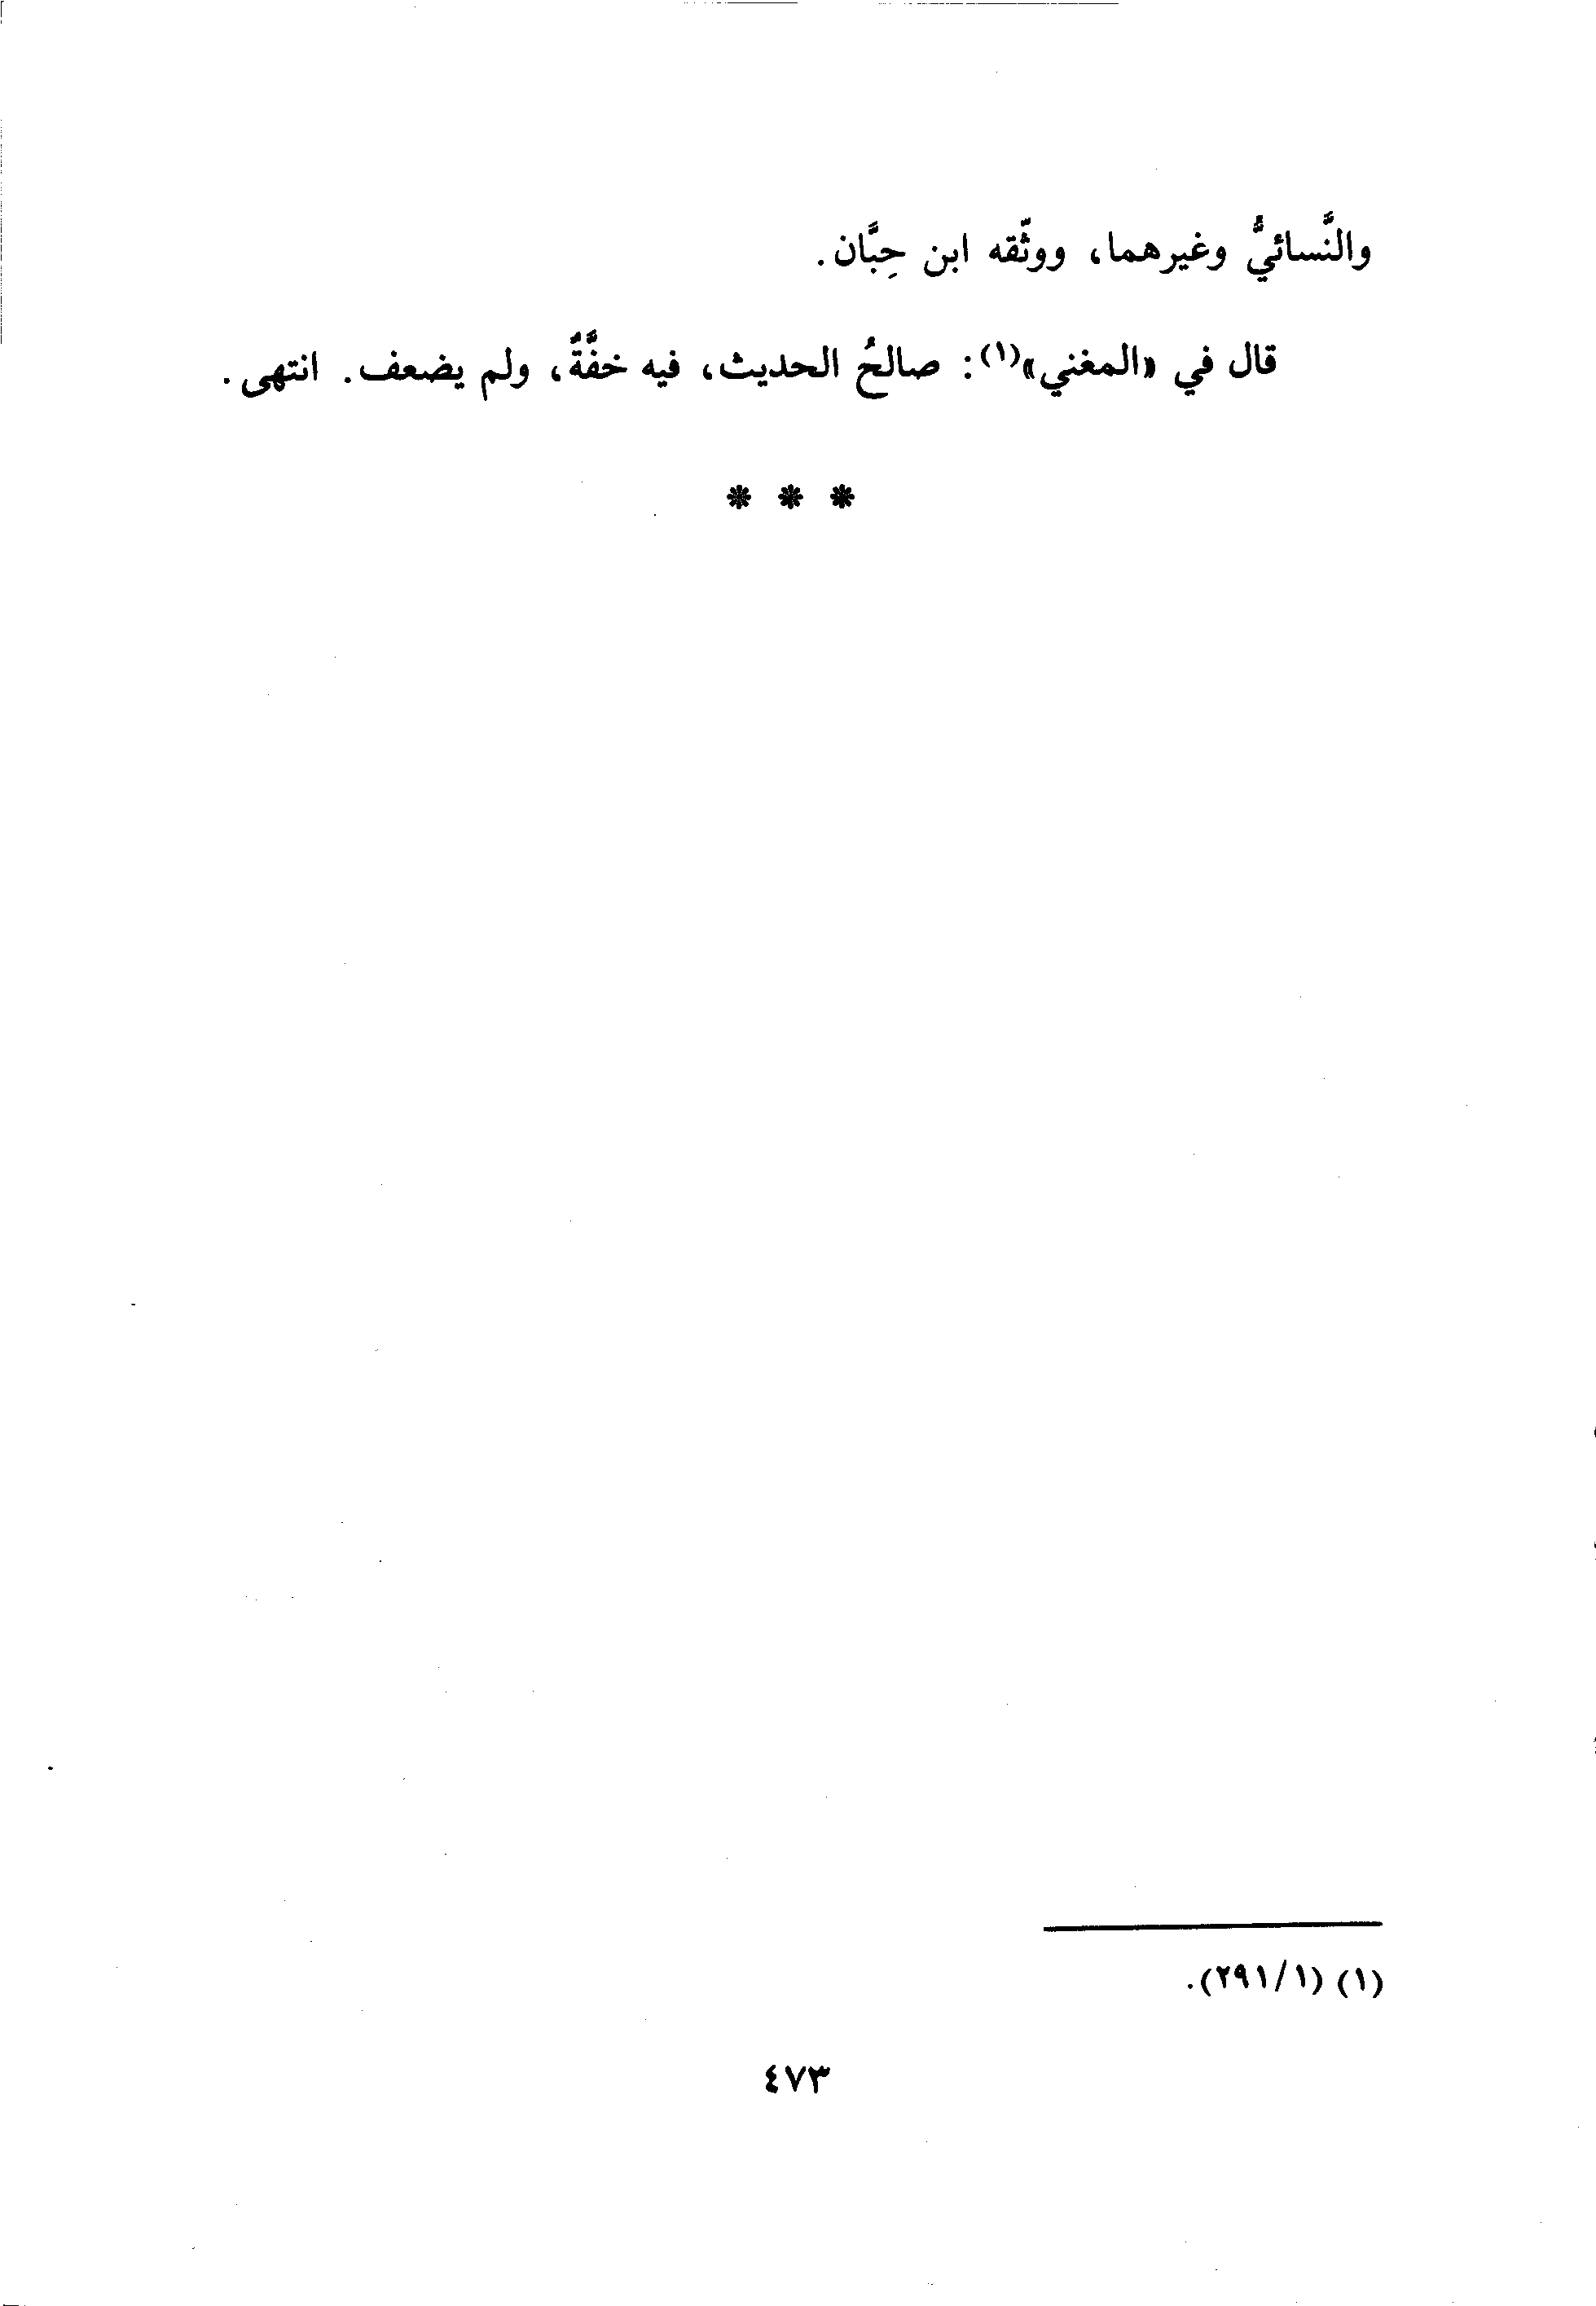 والنَّسائيُّ وغيرهما، ووثَّقه ابن حِبَّان.
قال في «المغني»(١): صالحُ الحديث، فيه خفَّةٌ، ولم يضعف. انتهى.
* * *
(١) (٢٩١/١).
٤٧٣